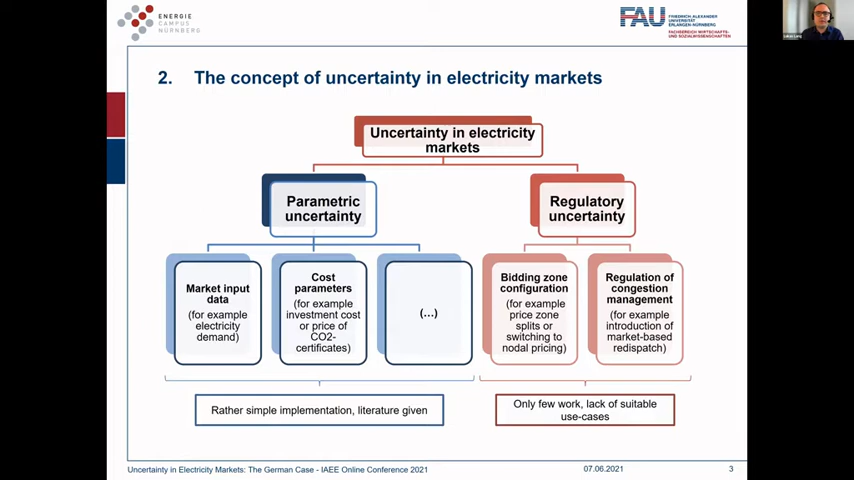 ENERGIE
CAMPUS
NÜRNBERG
FAU
FRIEDRICH-ALEXANDER
UNIVERSITÄT
ERLANGEN-NÜRNBERG
FACHBEREICH WIRTSCHAFTS-
UND SOZIALWISSENSCHAFTEN
2. The concept of uncertainty in electricity markets
Uncertainty in electricity
markets
Parametric
uncertainty
Regulatory
uncertainty
Market input
data
(for example
electricity
demand)
Cost
parameters
(for example
investment cost
or price of
CO2-
certificates)
(...)
Bidding zone
configuration
(for example
price zone
splits or
switching to
nodal pricing)
Regulation of
congestion
management
(for example
introduction of
market-based
redispatch)
Rather simple implementation, literature given
Only few work, lack of suitable
use-cases
Uncertainty in Electricity Markets: The German Case - IAEE Online Conference 2021
07.06.2021
3